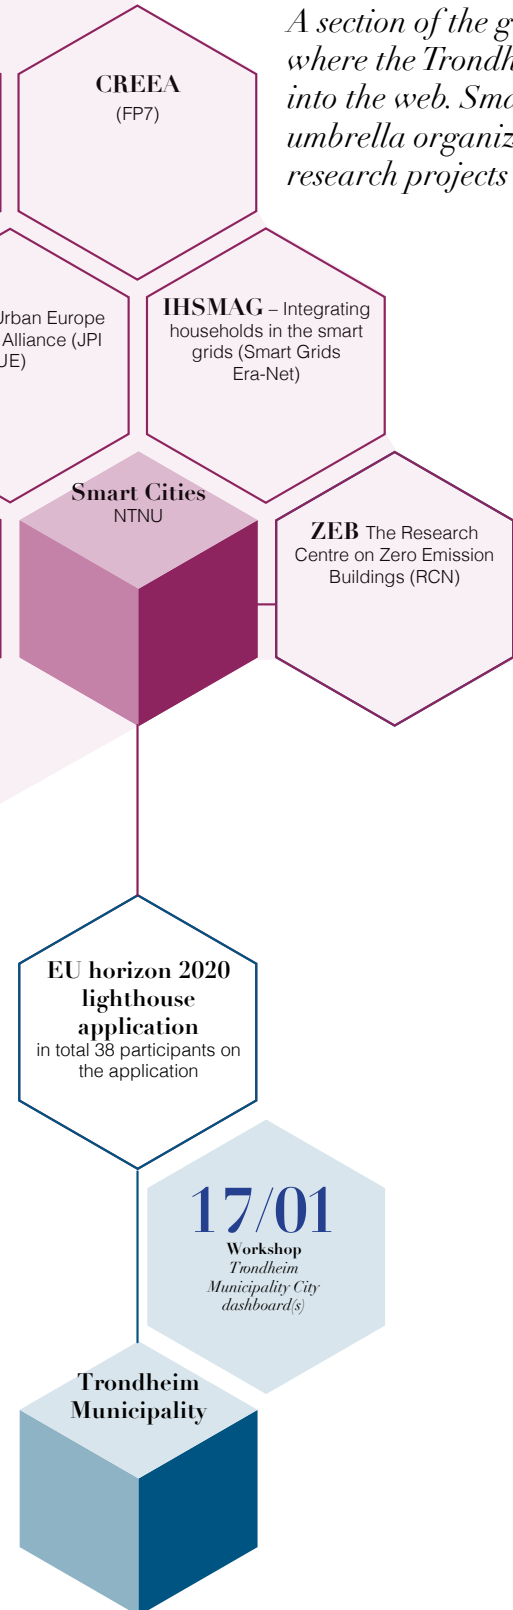 A section of the g
where the Trondh
into the web. Sma
umbrella organiz
research projects
CREEA
(FP7)
Urban Europe
Alliance (JPI
UE)
IHSMAG – Integrating
households in the smart
grids (Smart Grids
Era-Net)
Smart Cities
NTNU
ZEB The Research
Centre on Zero Emission
Buildings (RCN)
EU horizon 2020
lighthouse
application
in total 38 participants on
the application
17/01
Workshop
Trondheim
Municipality City
dashboard(s)
Trondheim
Municipality